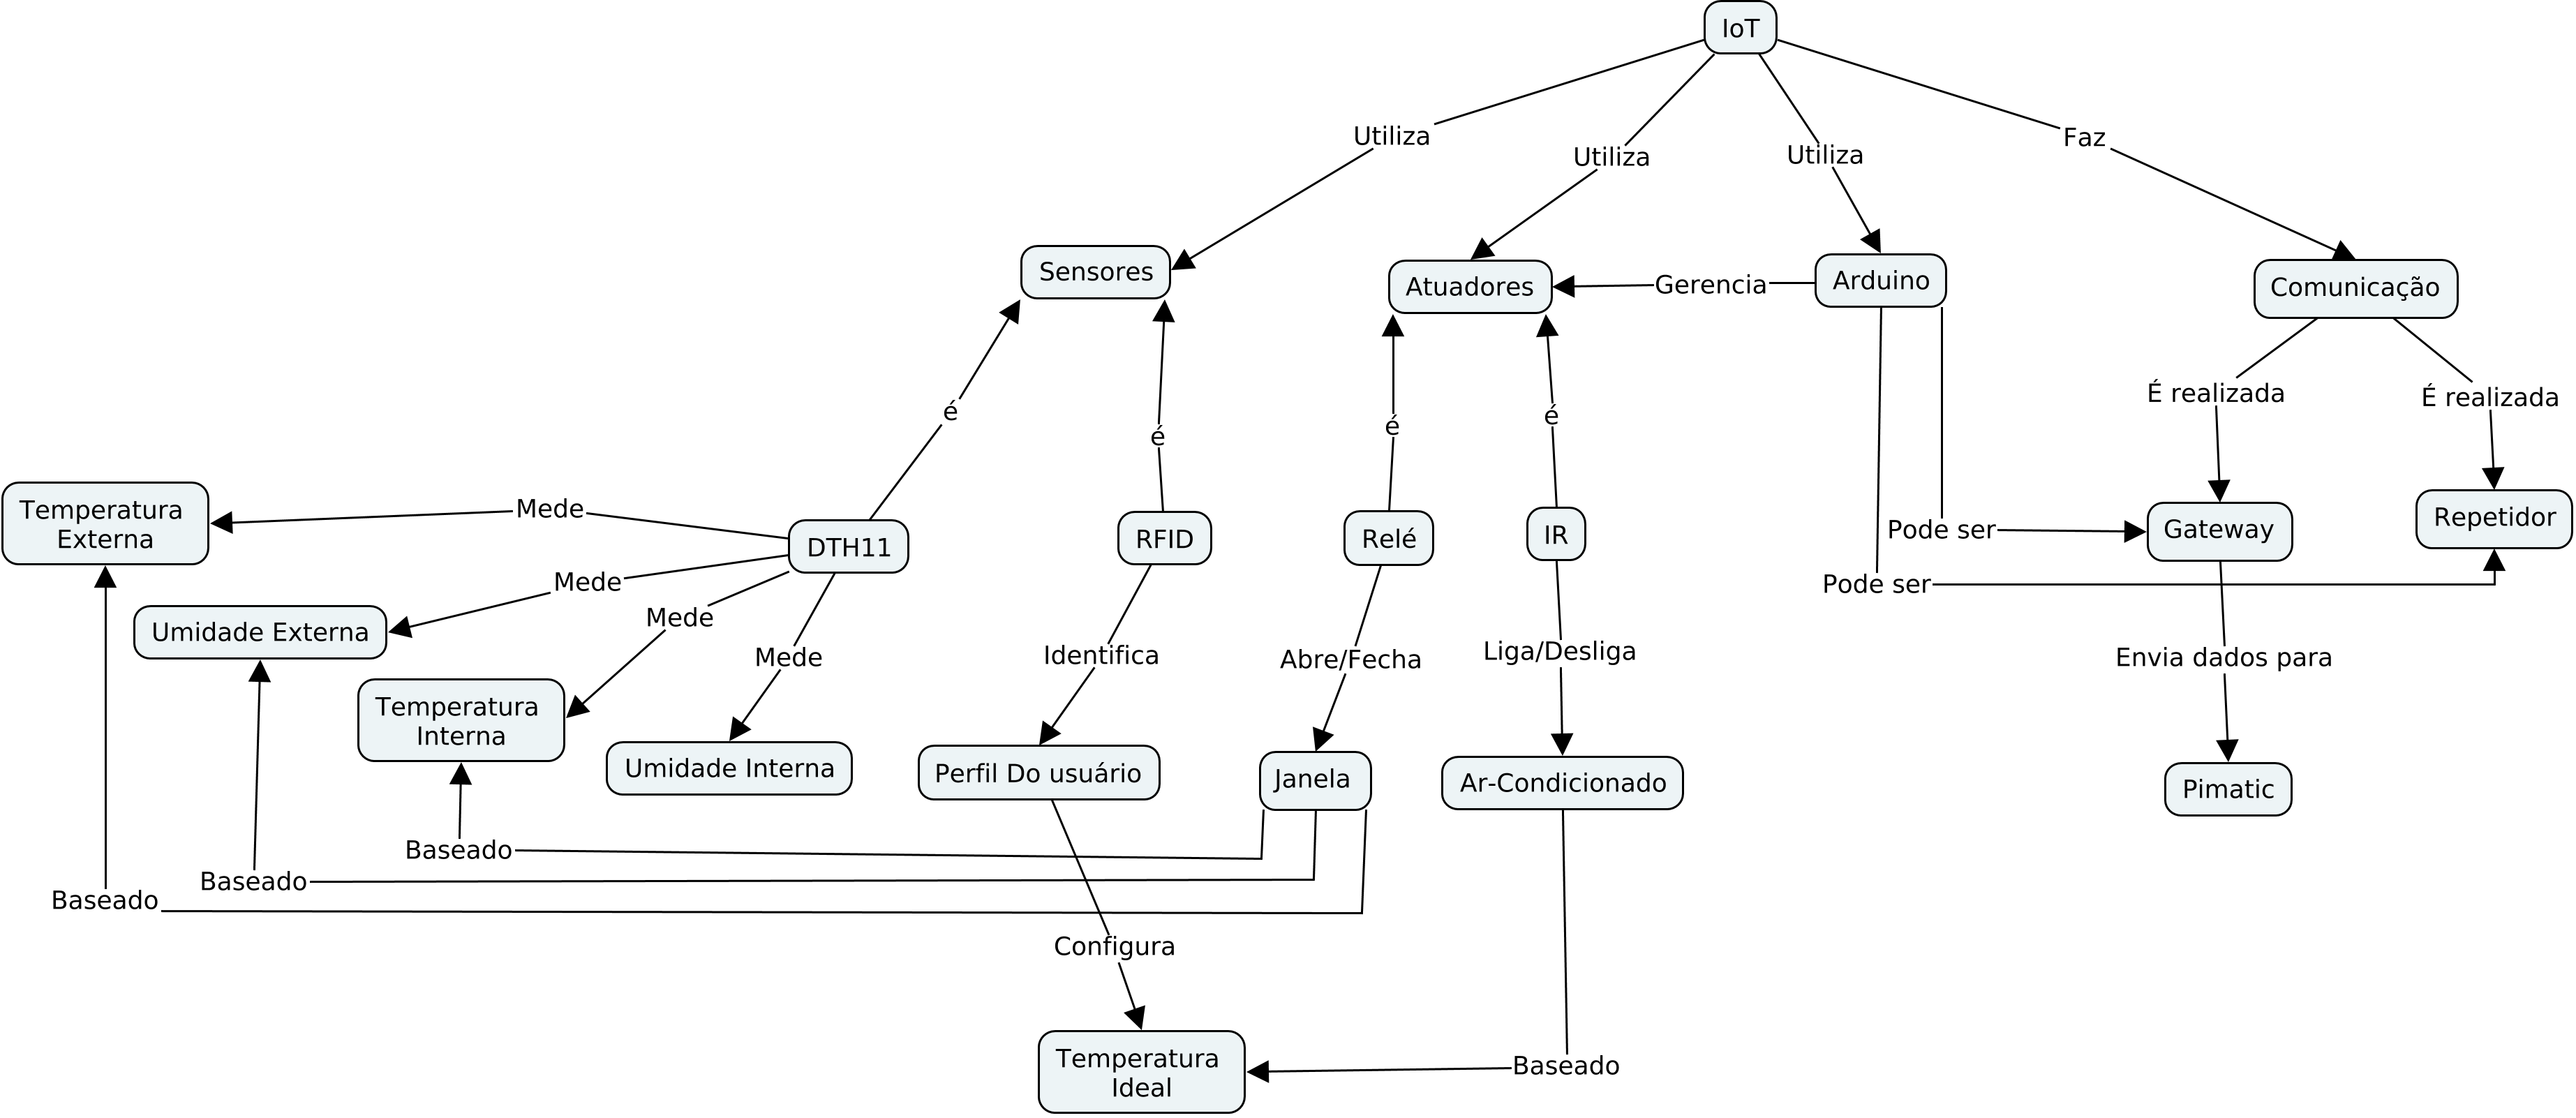 IoT
Utiliza
Utiliza
Utiliza
Faz
Sensores
Atuadores
Gerencia
Arduino
Comunicação
é
é
é
é
É realizada
É realizada
Temperatura
Externa
Mede
DTH11
RFID
Relé
IR
Pode ser
Gateway
Repetidor
Mede
Pode ser
Umidade Externa
Mede
Mede
Identifica
Abre/Fecha
Liga/Desliga
Envia dados para
Temperatura
Interna
Umidade Interna
Perfil Do usuário
Janela
Ar-Condicionado
Pimatic
Baseado
Baseado
Baseado
Configura
Temperatura
Ideal
Baseado